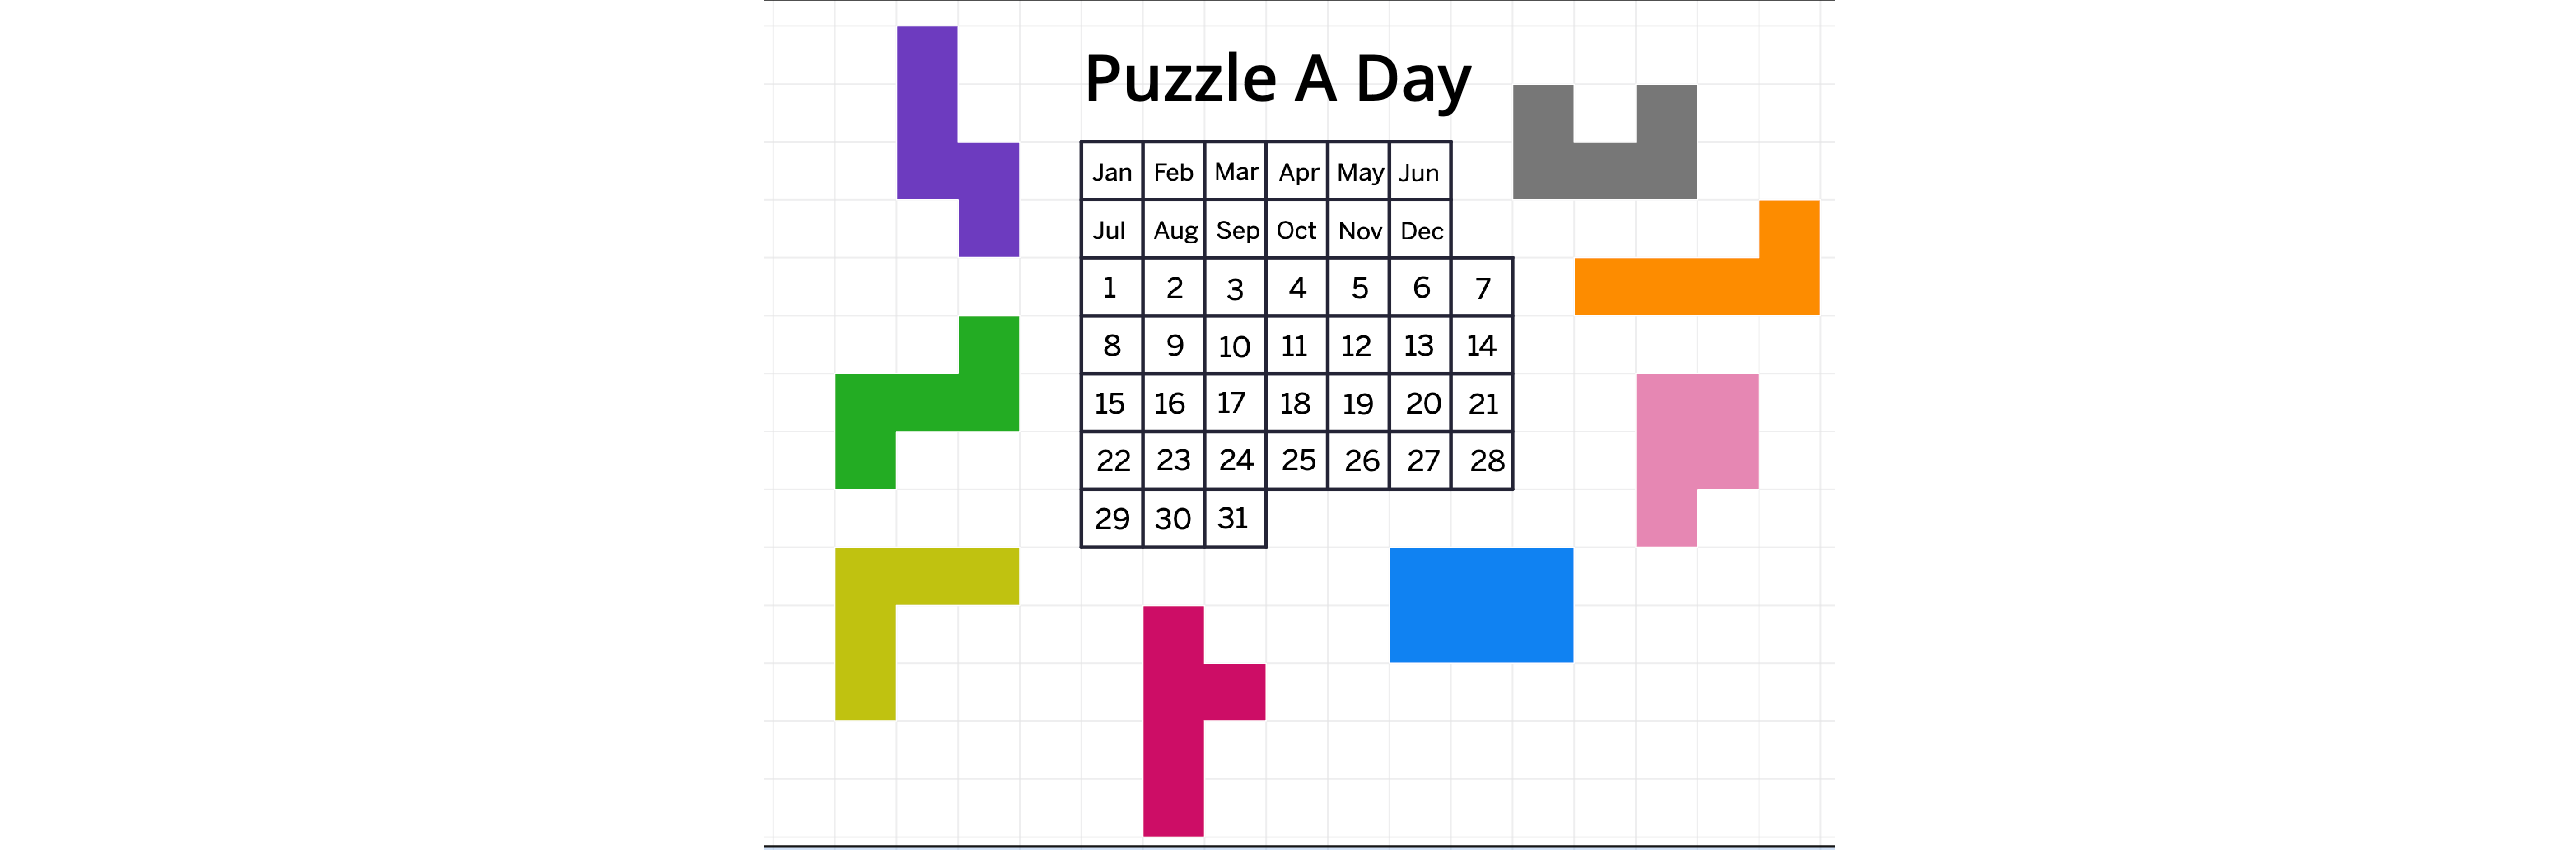 Puzzle A Day
Jan Feb Mar Apr May Jun
Jul Aug Sep Oct Nov Dec
1 2 3 4 5 6 7
8 9 10 11 12 13 14
15 16 17 18 19 20 21
22 23 24 25 26 27 28
29 30 31